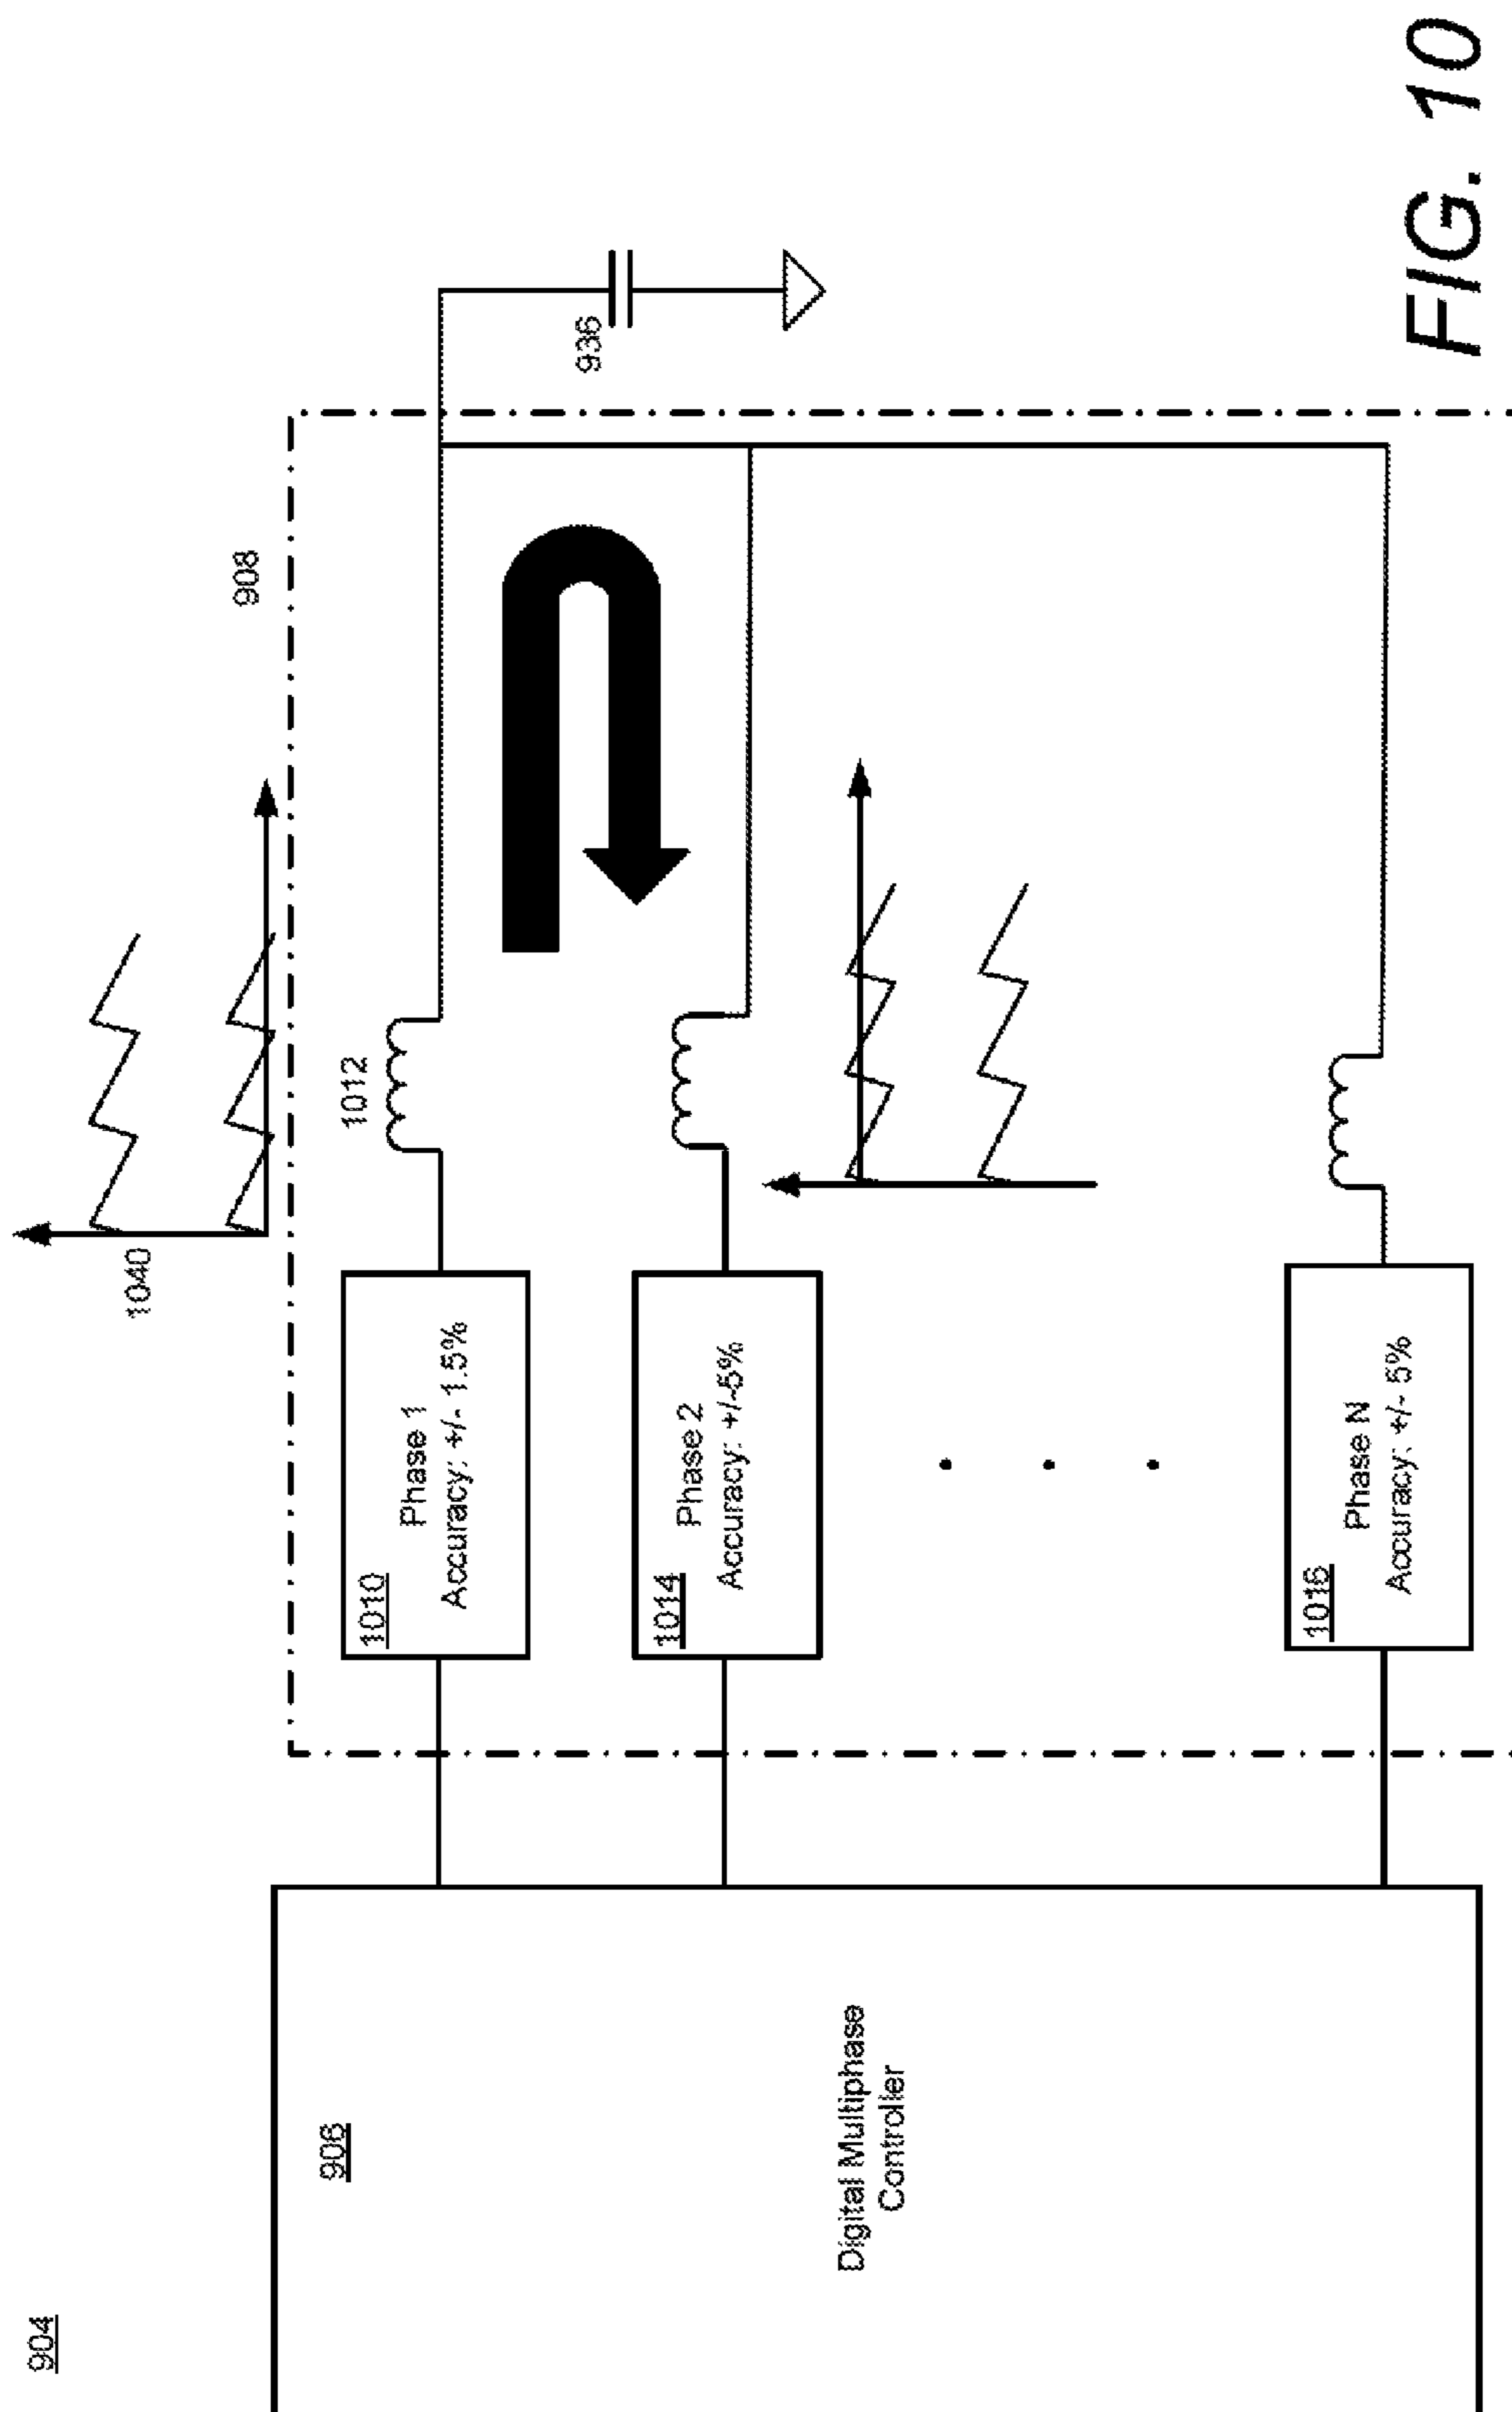 904
908
1040
1012
906
1010
Phase 1
Accuracy: +/- 1.5%
936
1014
Phase 2
Accuracy: +/-5%
Digital Multiphase
Controller
1016
Phase N
Accuracy: +/- 5%
FIG. 10